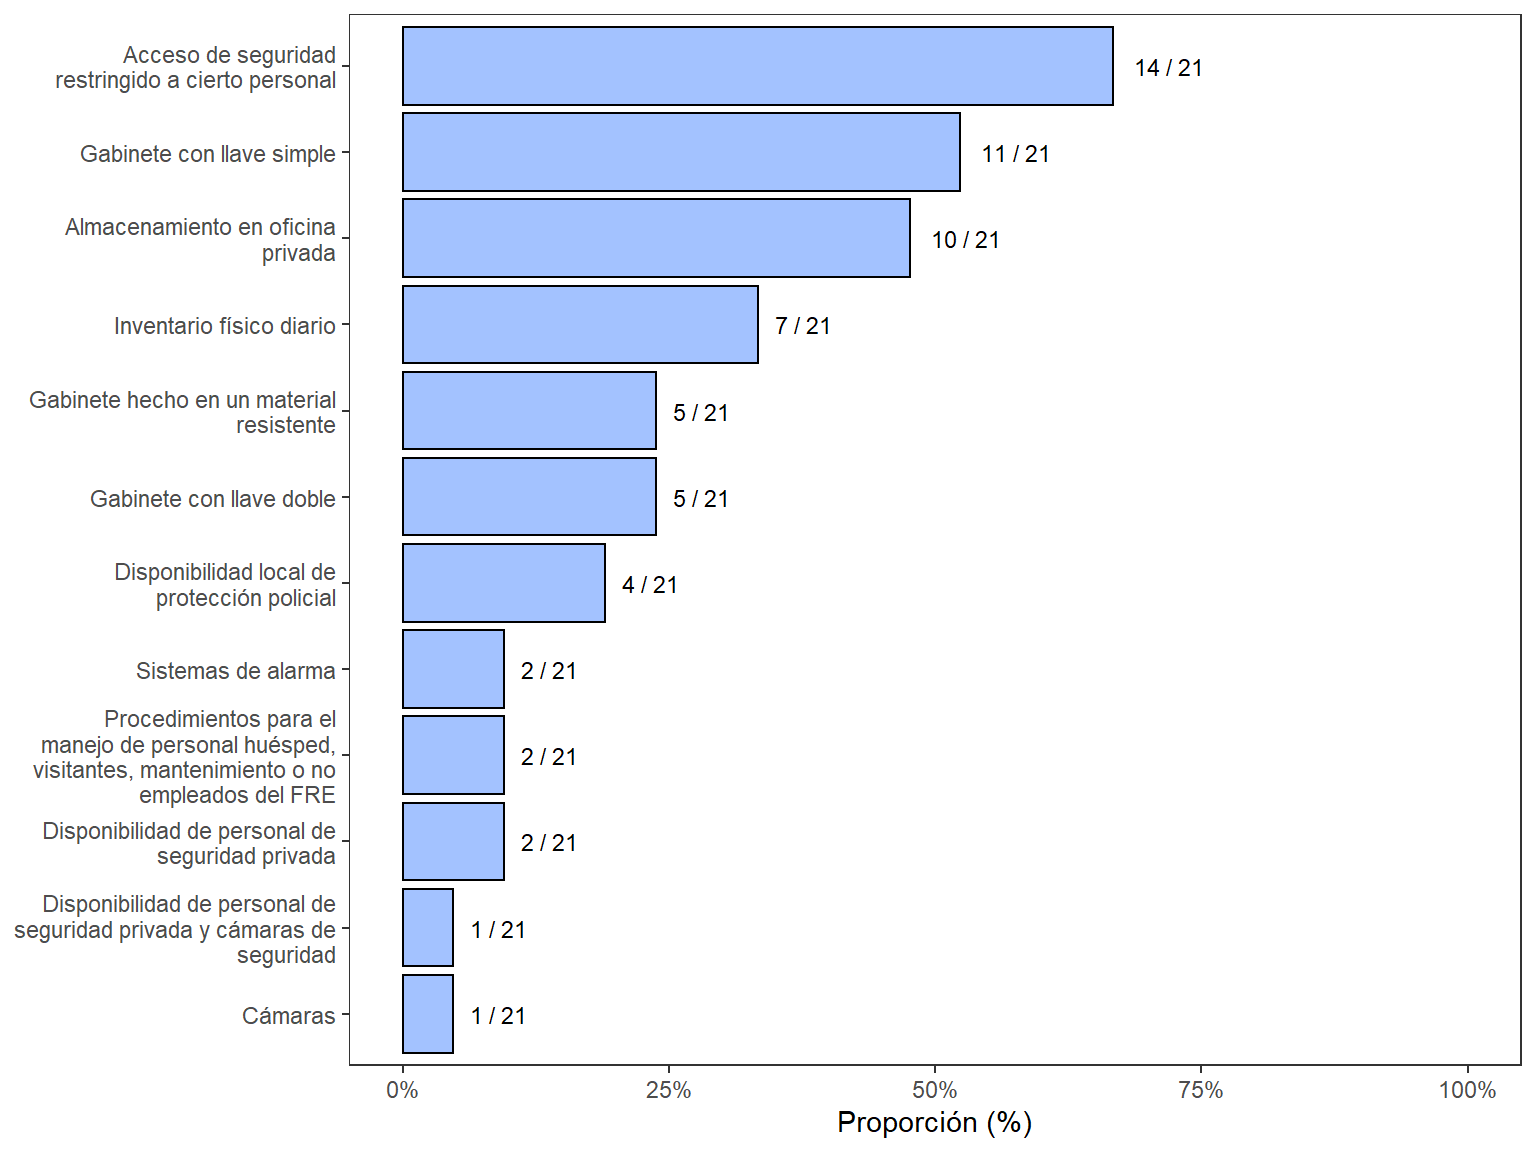 Acceso de seguridad
restringido a cierto personal
14 / 21
Gabinete con llave simple
11 / 21
Almacenamiento en oficina
privada
10 / 21
Inventario físico diario
7 / 21
Gabinete hecho en un material
resistente
5 / 21
Gabinete con llave doble
5 / 21
Disponibilidad local de
protección policial
4 / 21
Sistemas de alarma
2 / 21
Procedimientos para el
manejo de personal huésped,
visitantes, mantenimiento o no
empleados del FRE
2 / 21
Disponibilidad de personal de
seguridad privada
2 / 21
Disponibilidad de personal de
seguridad privada y cámaras de
seguridad
1 / 21
Cámaras
1 / 21
0% 25% 50% 75% 100%
Proporción (%)